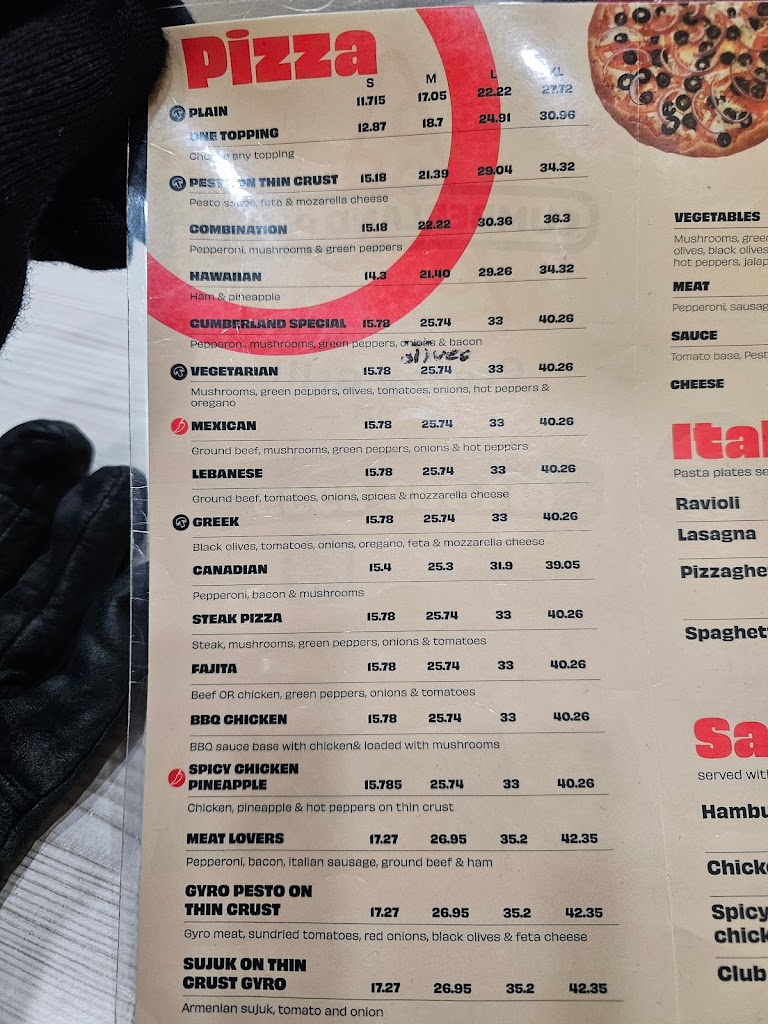 Pizza
S M L XL
PLAIN 11.715 17.05 22.22 27.72
ONE TOPPING 12.87 18.7 24.91 30.96
any topping
PESTO ON THIN CRUST 15.18 21.39 29.04 34.32
Pesto sauce, feta & mozarella cheese
COMBINATION 15.18 22.22 30.36 36.3
Pepperoni, mushrooms & green peppers
HAWAIIAN 14.3 21.40 29.26 34.32
Ham & pineapple
CUMBERLAND SPECIAL 15.78 25.74 33 40.26
Pepperoni, mushrooms, green peppers, onions & bacon
olives
VEGETARIAN 15.78 25.74 33 40.26
Mushrooms, green peppers, olives, tomatoes, onions, hot peppers &
oregano
MEXICAN 15.78 25.74 33 40.26
Ground beef, mushrooms, green peppers, onions & hot peppers
LEBANESE 15.78 25.74 33 40.26
Ground beef, tomatoes, onions, spices & mozzarella cheese
GREEK 15.78 25.74 33 40.26
Black olives, tomatoes, onions, oregano, feta & mozzarella cheese
CANADIAN 15.4 25.3 31.9 39.05
Pepperoni, bacon & mushrooms
STEAK PIZZA 15.78 25.74 33 40.26
Steak, mushrooms, green peppers, onions & tomatoes
FAJITA 15.78 25.74 33 40.26
Beef OR chicken, green peppers, onions & tomatoes
BBQ CHICKEN 15.78 25.74 33 40.26
BBQ sauce base with chicken& loaded with mushrooms
SPICY CHICKEN
PINEAPPLE 15.785 25.74 33 40.26
Chicken, pineapple & hot peppers on thin crust
MEAT LOVERS 17.27 26.95 35.2 42.35
Pepperoni, bacon, italian sausage, ground beef & ham
GYRO PESTO ON
THIN CRUST 17.27 26.95 35.2 42.35
Gyro meat, sundried tomatoes, red onions, black olives & feta cheese
SUJUK ON THIN
CRUST GYRO 17.27 26.95 35.2 42.35
Armenian sujuk, tomato and onion
VEGETABLES
Mushrooms, green
olives, black olives
hot peppers, jalap
MEAT
Pepperoni, sausag
SAUCE
Tomato base, Pest
CHEESE
Ital
Pasta plates se
Ravioli
Lasagna
Pizzaghe
Spaghet
Sa
served with
Hambu
Chick
Spicy
chick
Club